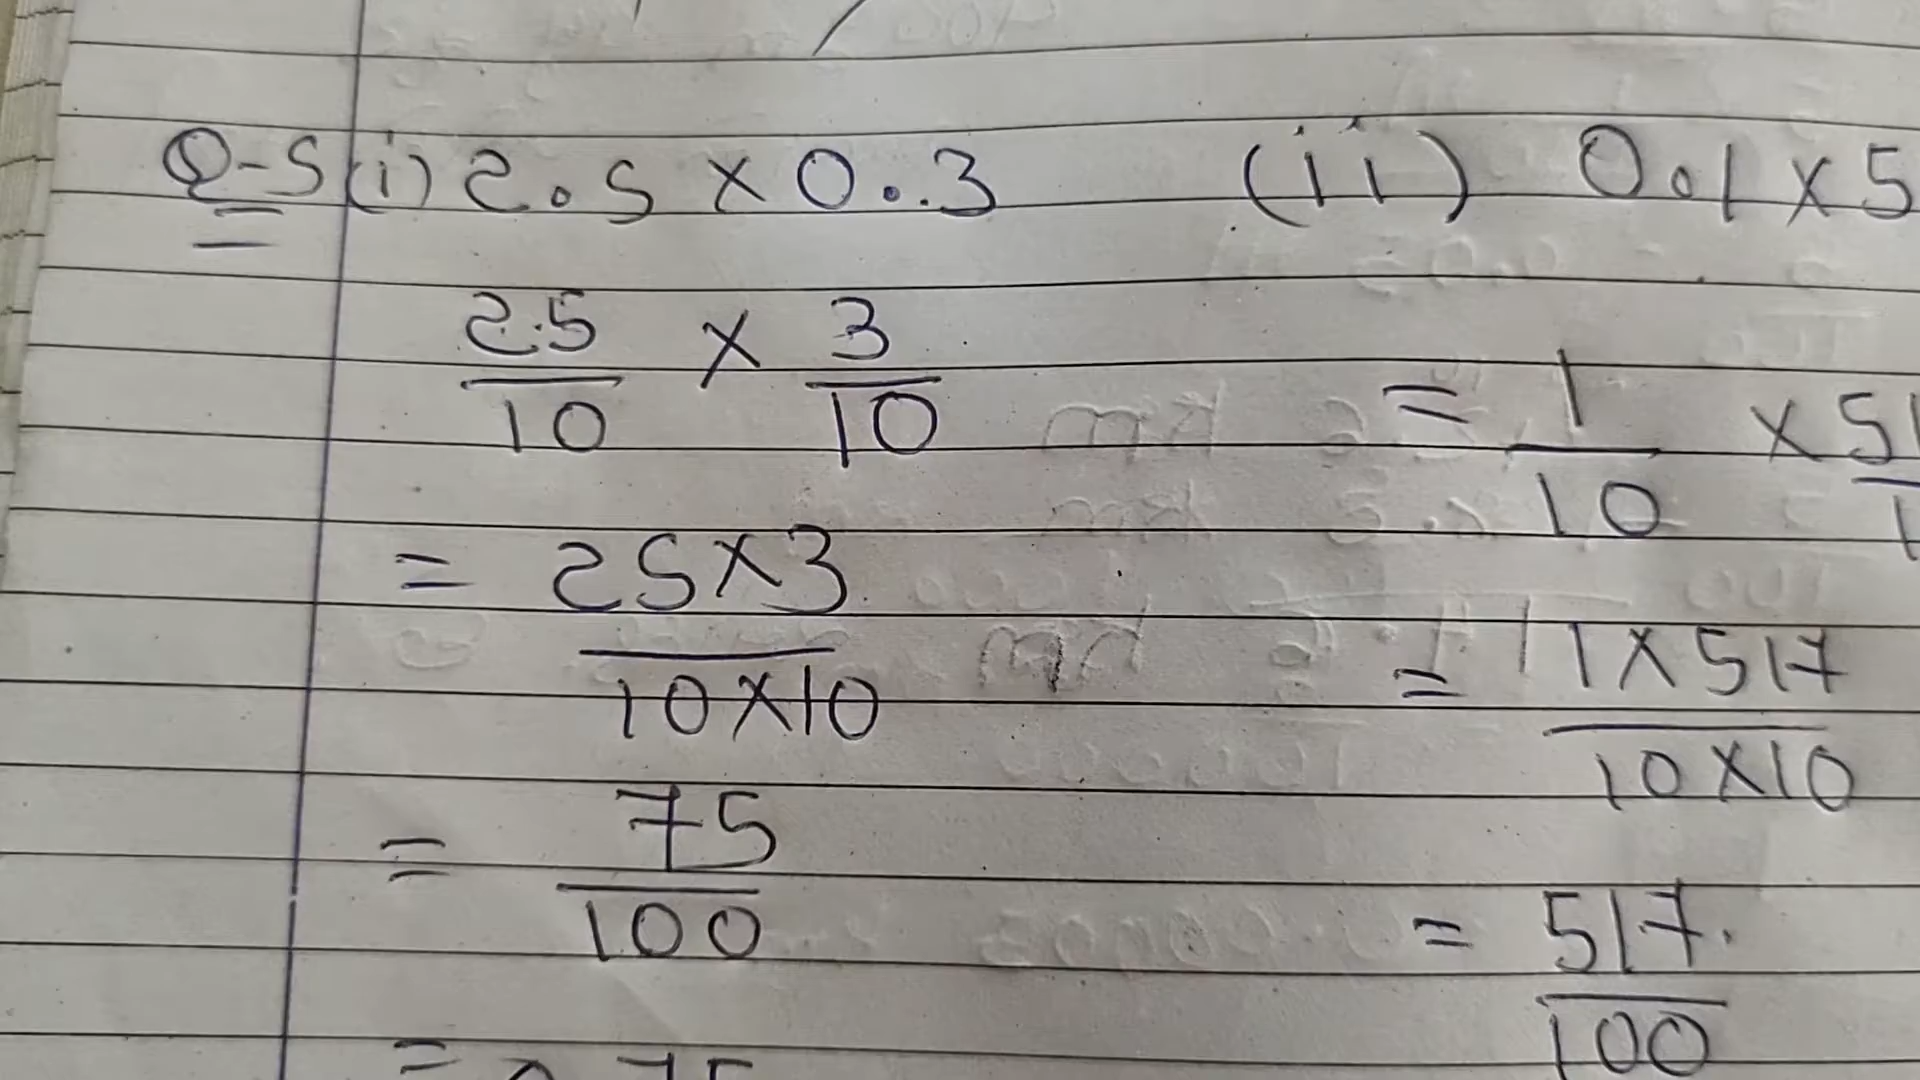 Q-5 (i) 2.5 × 0.3
25/10 × 3/10
= 25×3/10×10
= 75/100
(ii) 0.1 × 5
= 1/10 × 51
= 1×517/10×10
= 517/100